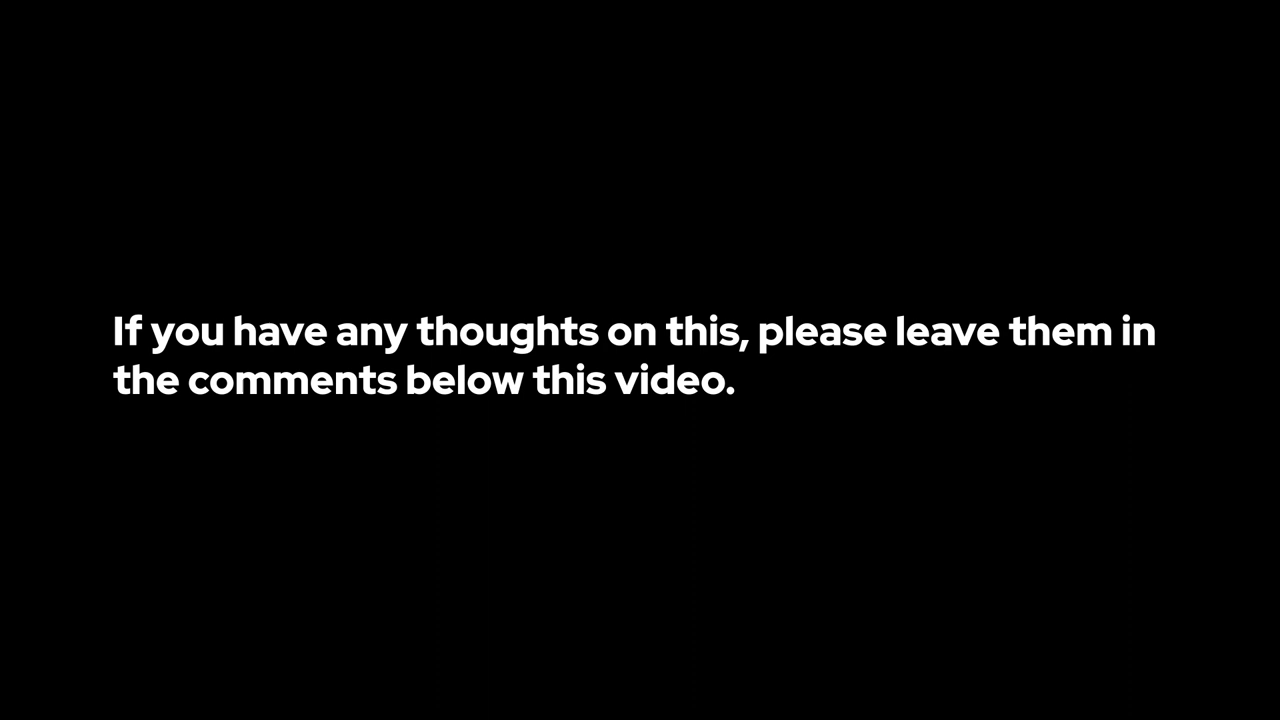 If you have any thoughts on this, please leave them in
the comments below this video.